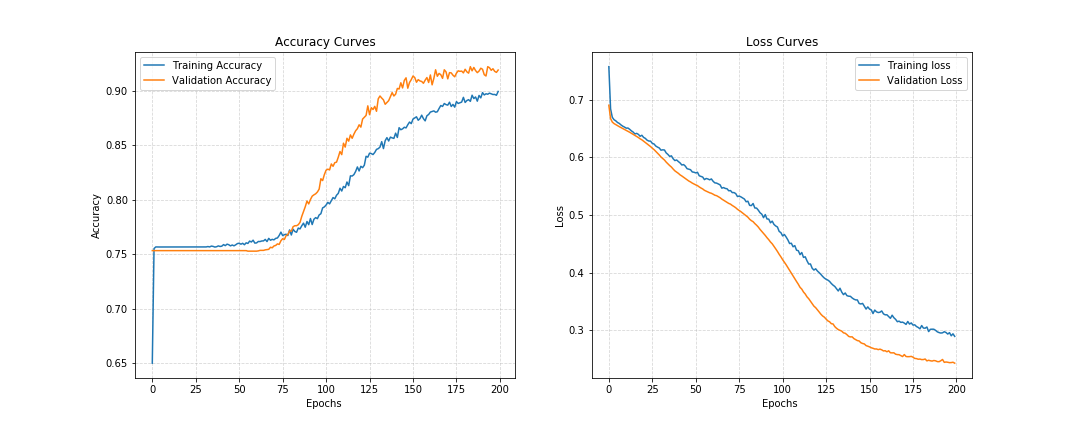 Accuracy Curves
Training Accuracy
Validation Accuracy
0.90
0.85
0.80
0.75
0.70
0.65
Accuracy
0 25 50 75 100 125 150 175 200
Epochs
Loss Curves
Training loss
Validation Loss
0.7
0.6
0.5
0.4
0.3
Loss
0 25 50 75 100 125 150 175 200
Epochs